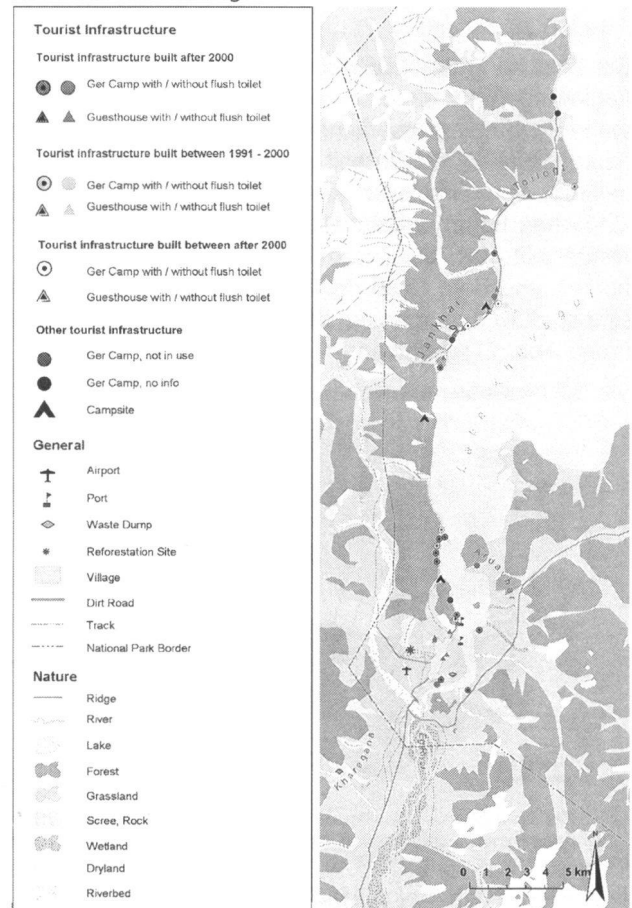 Tourist Infrastructure
Tourist infrastructure built after 2000
Ger Camp with / without flush toilet
Guesthouse with / without flush toilet
Tourist infrastructure built between 1991 - 2000
Ger Camp with / without flush toilet
Guesthouse with / without flush toilet
Tourist infrastructure built between after 2000
Ger Camp with / without flush toilet
Guesthouse with / without flush toilet
Other tourist infrastructure
Ger Camp, not in use
Ger Camp, no info
Campsite
General
Airport
Port
Waste Dump
Reforestation Site
Village
Dirt Road
Track
National Park Border
Nature
Ridge
River
Lake
Forest
Grassland
Scree, Rock
Wetland
Dryland
Riverbed
Toilogt
Jankhai
Lake
Kharegana
N
0 1 2 3 4 5 km